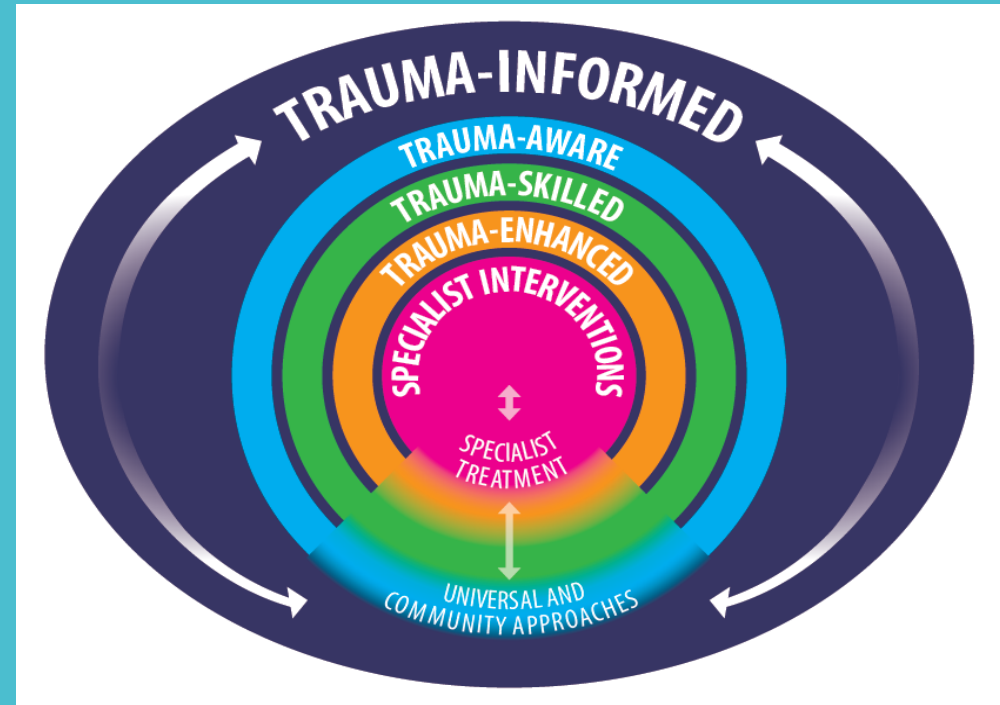 TRAUMA-INFORMED
TRAUMA-AWARE
TRAUMA-SKILLED
TRAUMA-ENHANCED
SPECIALIST INTERVENTIONS
SPECIALIST
TREATMENT
UNIVERSAL AND
COMMUNITY APPROACHES